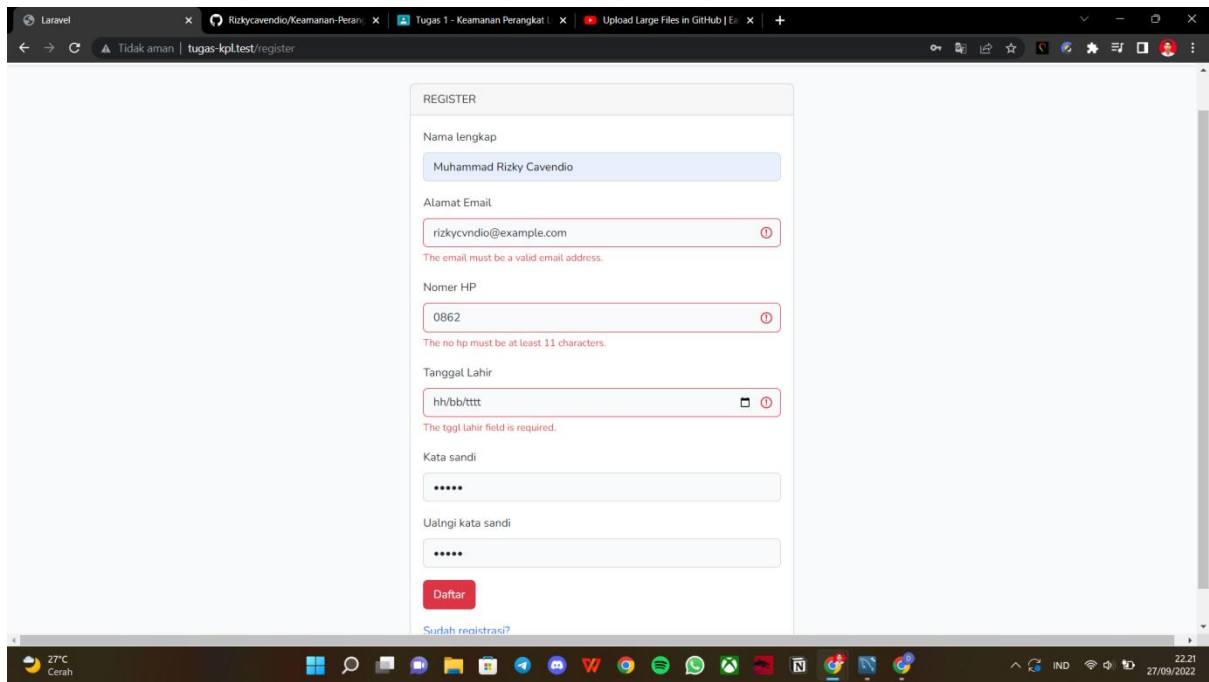 Laravel
Rizkycavendio/Keamanan-Perang
Tugas 1 - Keamanan Perangkat L
Upload Large Files in GitHub | Ea
Tidak aman | tugas-kpl.test/register
REGISTER
Nama lengkap
Muhammad Rizky Cavendio
Alamat Email
rizkycvndio@example.com
The email must be a valid email address.
Nomer HP
0862
The no hp must be at least 11 characters.
Tanggal Lahir
hh/bb/tttt
The tggl lahir field is required.
Kata sandi
•••••
Ualngi kata sandi
•••••
Daftar
Sudah registrasi?
27°C
Cerah
IND
22.21
27/09/2022